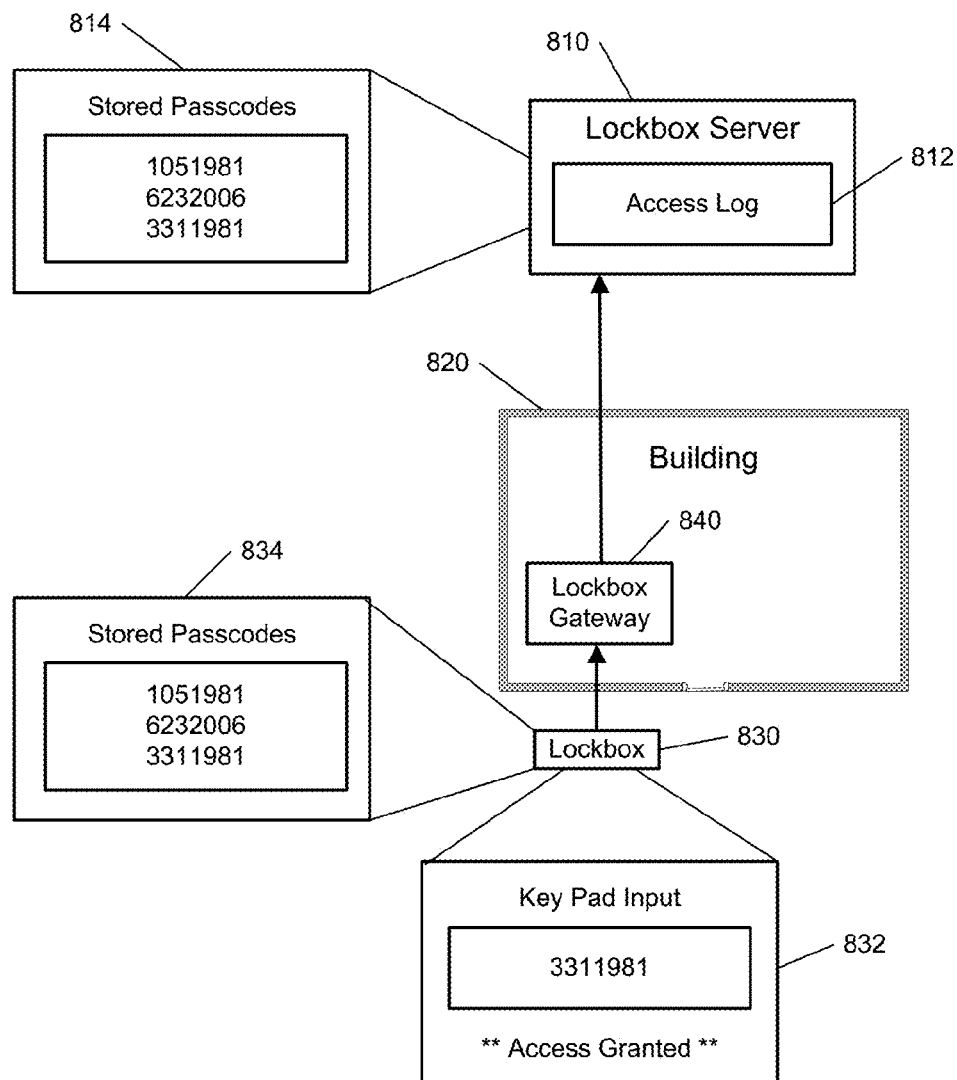 814
810
Stored Passcodes
1051981
6232006
3311981
Lockbox Server
812
Access Log
820
Building
840
Lockbox
Gateway
834
Stored Passcodes
1051981
6232006
3311981
Lockbox
830
Key Pad Input
3311981
832
** Access Granted **